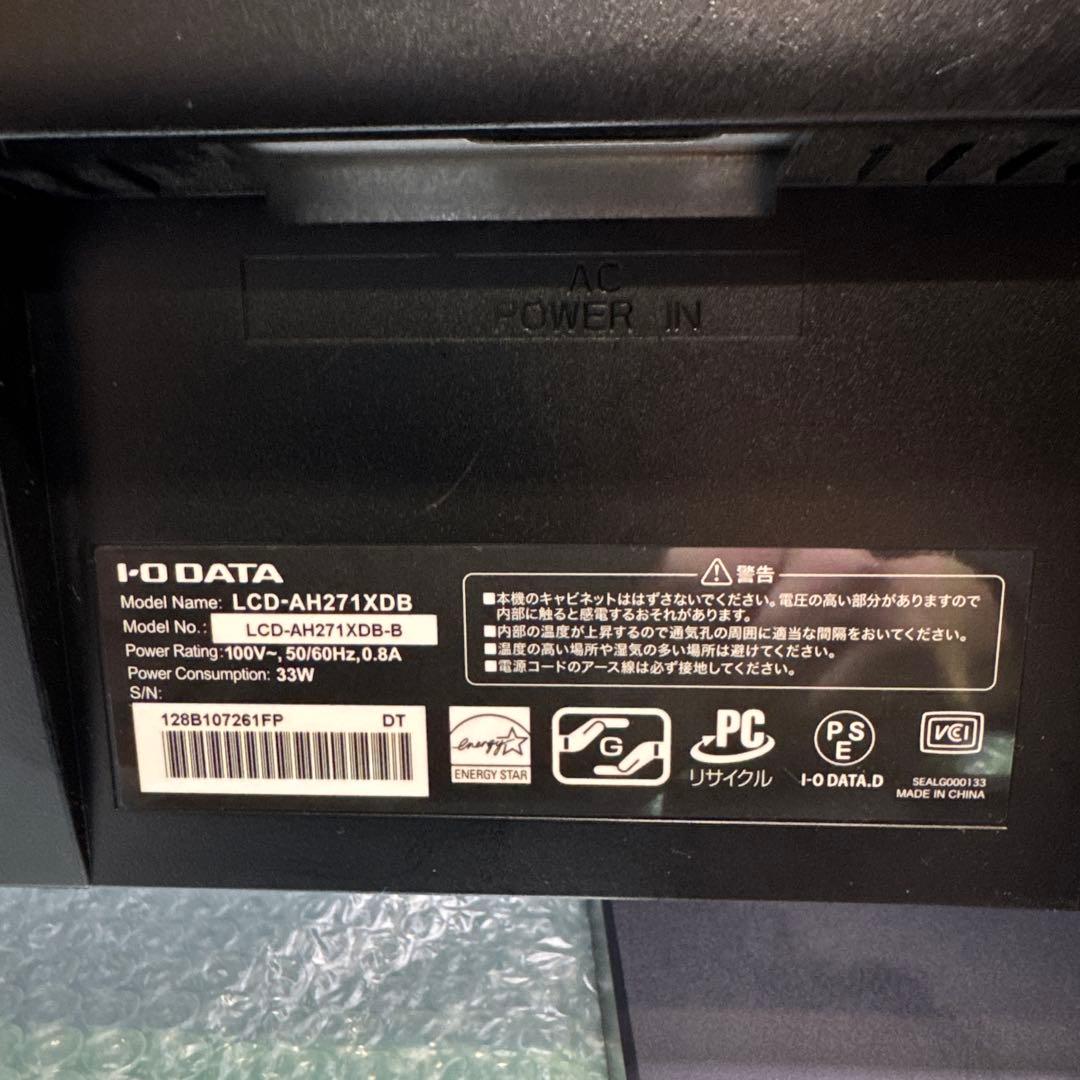 AC
POWER IN
I-O DATA
Model Name: LCD-AH271XDB
Model No.: LCD-AH271XDB-B
Power Rating:100V~, 50/60Hz,0.8A
Power Consumption: 33W
S/N:
128B107261FP DT
警告
■本機のキャビネットははずさないでください。電圧の高い部分がありますので
内部に触ると感電するおそれがあります。
■内部の温度が上昇するので通気孔の周囲に適当な間隔をおいてください。
■温度の高い場所や湿気の多い場所は避けてください。
■電源コードのアース線は必ず接地してください。
energy
ENERGY STAR
G
PC
リサイクル
PS
E
I-O DATA.D
VCI
SEALG000133
MADE IN CHINA